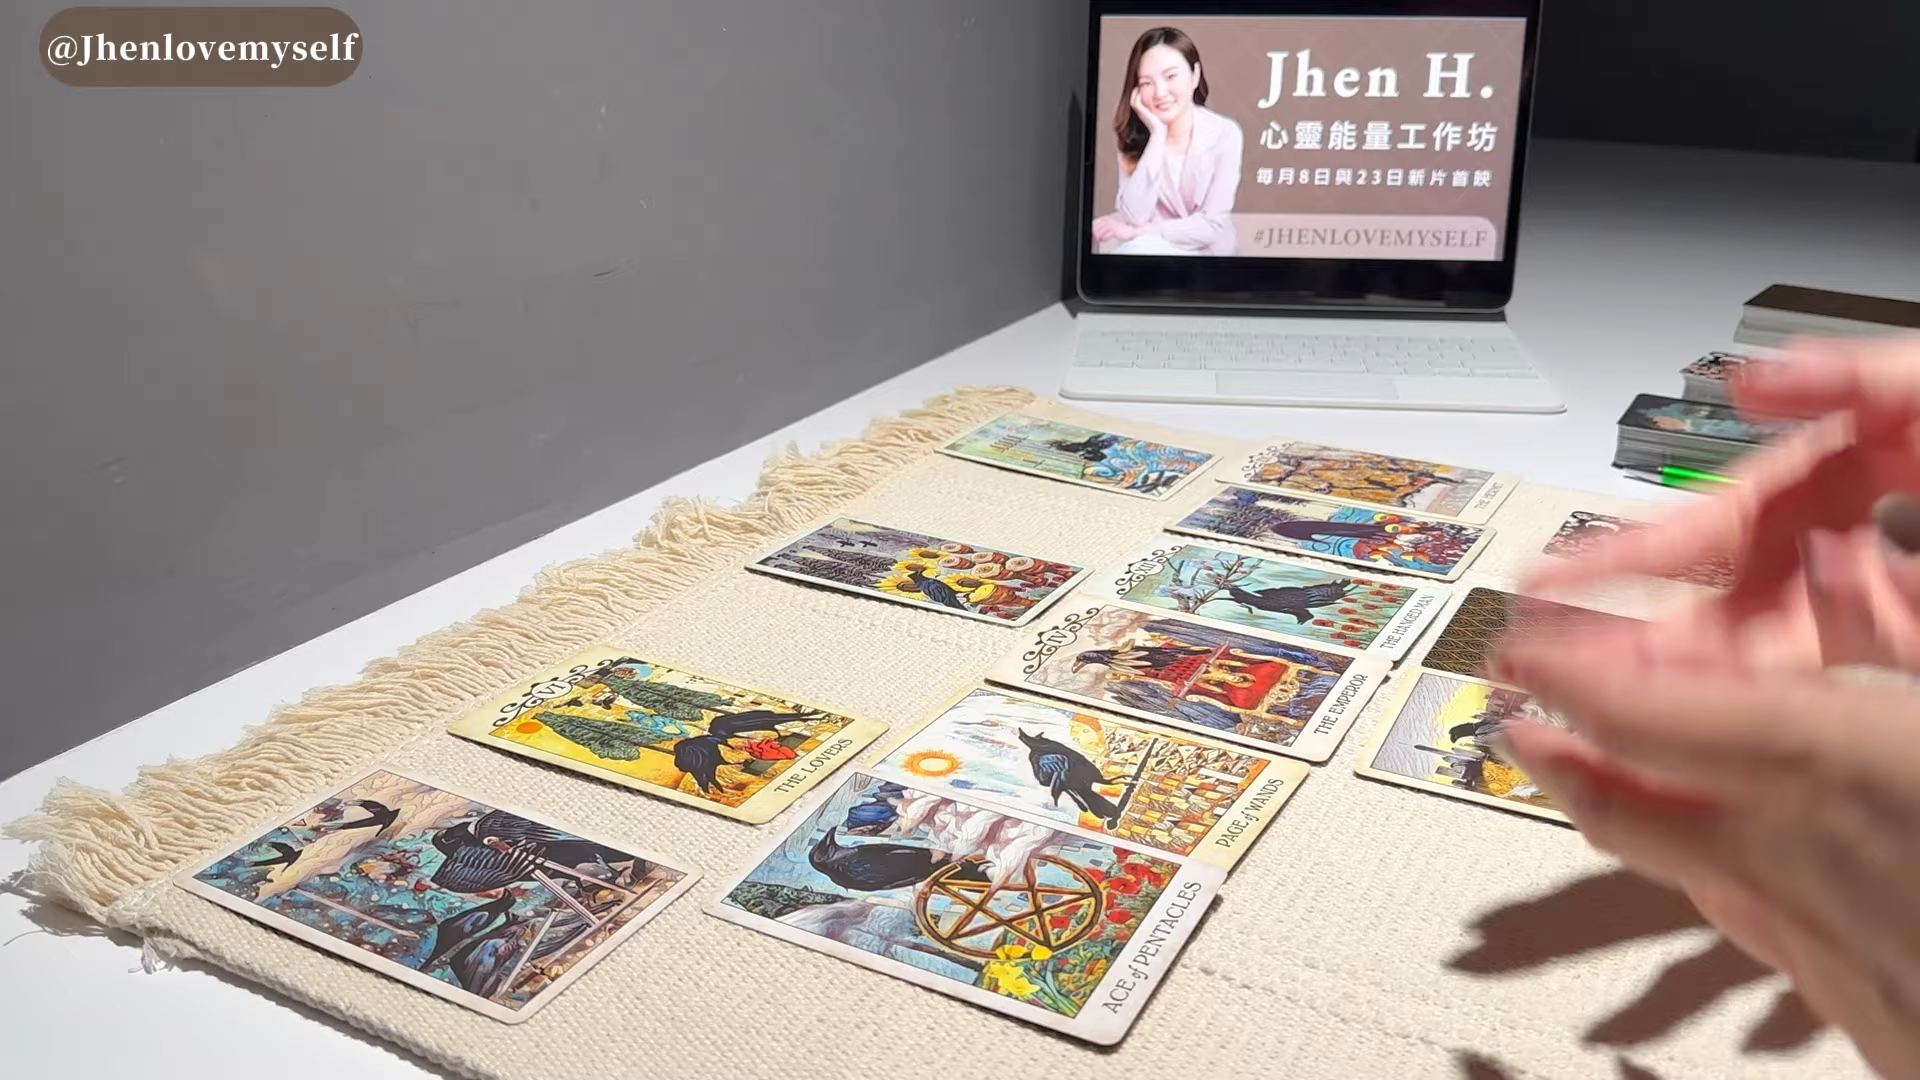 @Jhenlovemyself
Jhen H.
心靈能量工作坊
每月8日與23日新片首映
#JHENLOVEMYSELF
THE HERMIT
XII
THE HANGED MAN
IV
THE EMPEROR
VI
THE LOVERS
PAGE of WANDS
V
ACE of PENTACLES